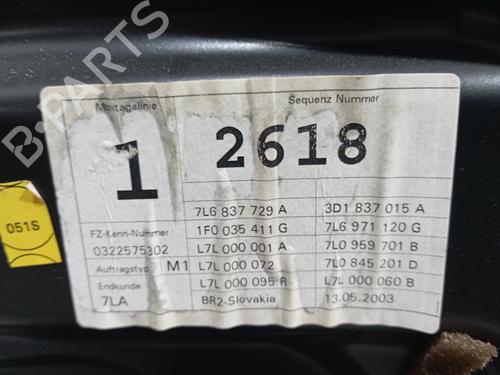 B-PARTS
Montagelinie Sequenz Nummer
1 2618
7L6 837 729 A 3D1 837 015 A
FZ-Kenn-Nummer 1F0 035 411 G 7L6 971 120 G
0322575302 L7L 000 001 A 7L0 959 701 B
Auftragstyp M1 L7L 000 072 7L0 845 201 D
Endkunde L7L 000 095 R L7L 000 060 B
7LA BR2-Slovakia 13.05.2003
051S